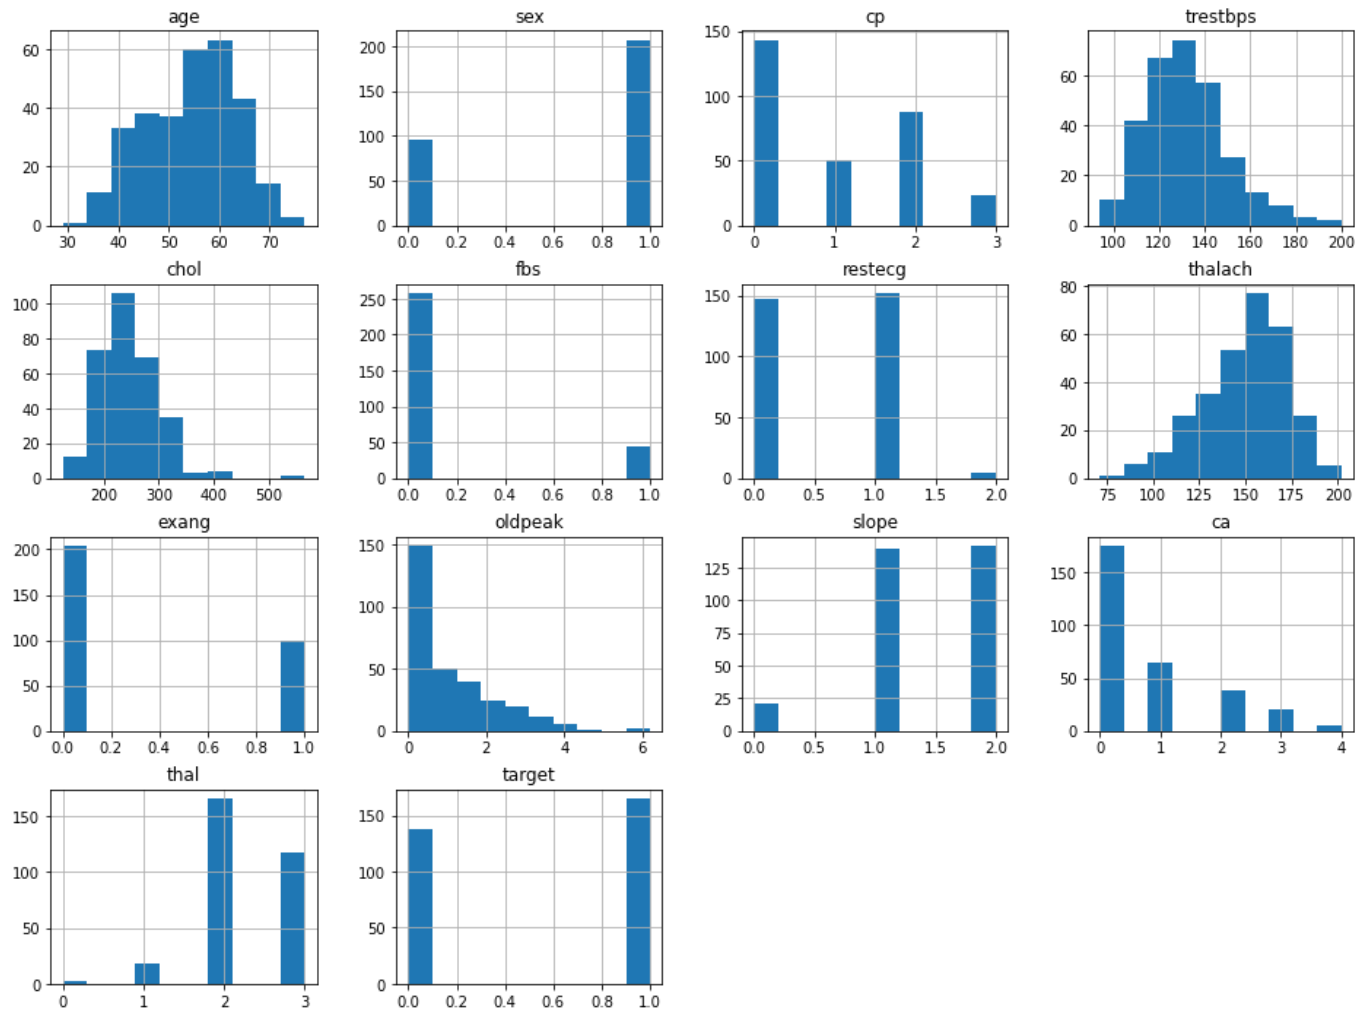 age sex cp trestbps
60 200 150 60
40 150 100 40
20 100 50 20
0 50 0 0
0
30 40 50 60 70 0.0 0.2 0.4 0.6 0.8 1.0 0 1 2 3 100 120 140 160 180 200
chol fbs restecg thalach
100 250 150 80
80 200 100 60
60 150 50 40
40 100 0 20
20 50 0
0 0
200 300 400 500 0.0 0.2 0.4 0.6 0.8 1.0 0.0 0.5 1.0 1.5 2.0 75 100 125 150 175 200
exang oldpeak slope ca
200 150 125 150
150 100 100 100
100 50 75 50
50 0 50 0
0 25
0
0.0 0.2 0.4 0.6 0.8 1.0 0 2 4 6 0.0 0.5 1.0 1.5 2.0 0 1 2 3 4
thal target
150 150
100 100
50 50
0 0
0 1 2 3 0.0 0.2 0.4 0.6 0.8 1.0